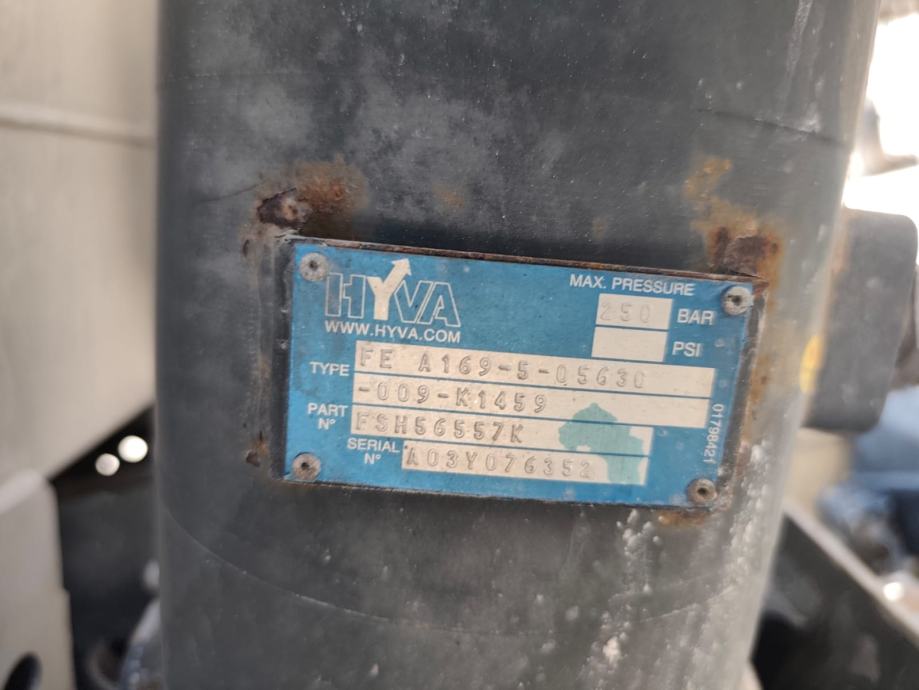 HYVA
WWW.HYVA.COM
MAX. PRESSURE
250 BAR
PSI
TYPE FE A169-5-05630
-009-K1459
PART N° FSH56557K
SERIAL N° A03Y076352
01798421